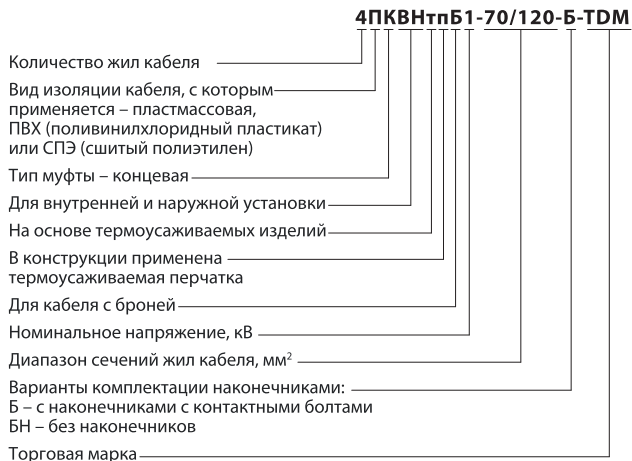 4ПКВНтпБ1-70/120-Б-TDM
Количество жил кабеля
Вид изоляции кабеля, с которым
применяется – пластмассовая,
ПВХ (поливинилхлоридный пластикат)
или СПЭ (сшитый полиэтилен)
Тип муфты – концевая
Для внутренней и наружной установки
На основе термоусаживаемых изделий
В конструкции применена
термоусаживаемая перчатка
Для кабеля с броней
Номинальное напряжение, кВ
Диапазон сечений жил кабеля, мм²
Варианты комплектации наконечниками:
Б – с наконечниками с контактными болтами
БН – без наконечников
Торговая марка